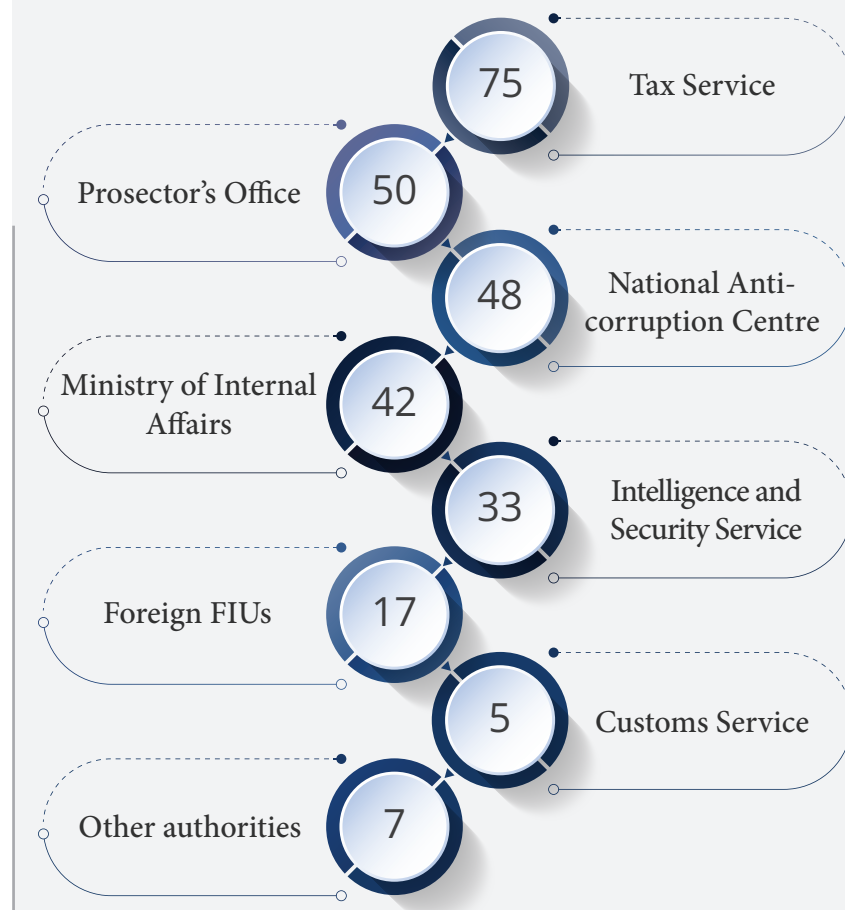 75
Tax Service
Prosector's Office
50
48
National Anti-
corruption Centre
Ministry of Internal
Affairs
42
33
Intelligence and
Security Service
Foreign FIUs
17
5
Customs Service
Other authorities
7